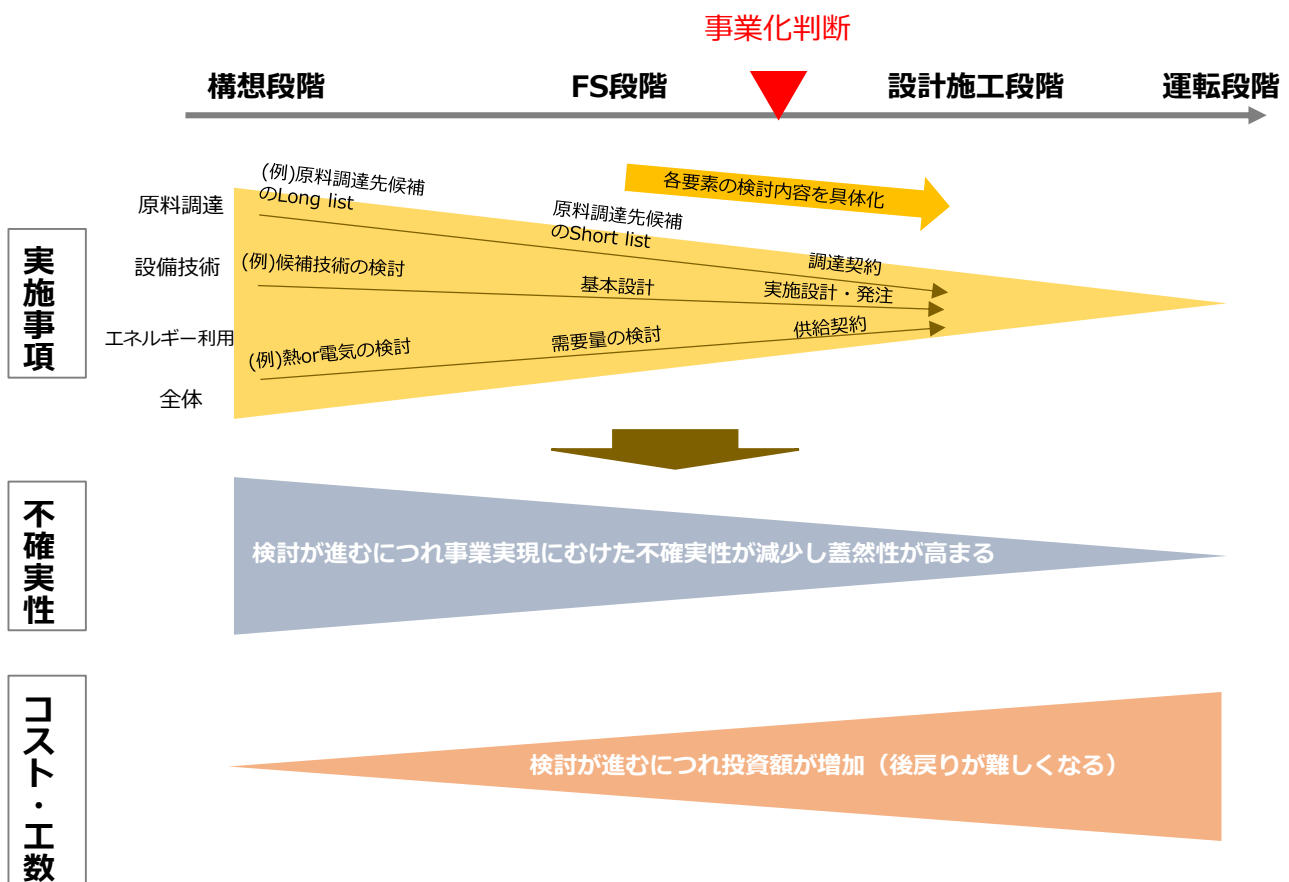 事業化判断
構想段階
FS段階
設計施工段階
運転段階
実施事項
原料調達
設備技術
エネルギー利用
全体
(例)原料調達先候補
のLong list
原料調達先候補
のShort list
調達契約
各要素の検討内容を具体化
(例)候補技術の検討
基本設計
実施設計・発注
(例)熱or電気の検討
需要量の検討
供給契約
不確実性
検討が進むにつれ事業実現にむけた不確実性が減少し蓋然性が高まる
コスト・工数
検討が進むにつれ投資額が増加（後戻りが難しくなる）